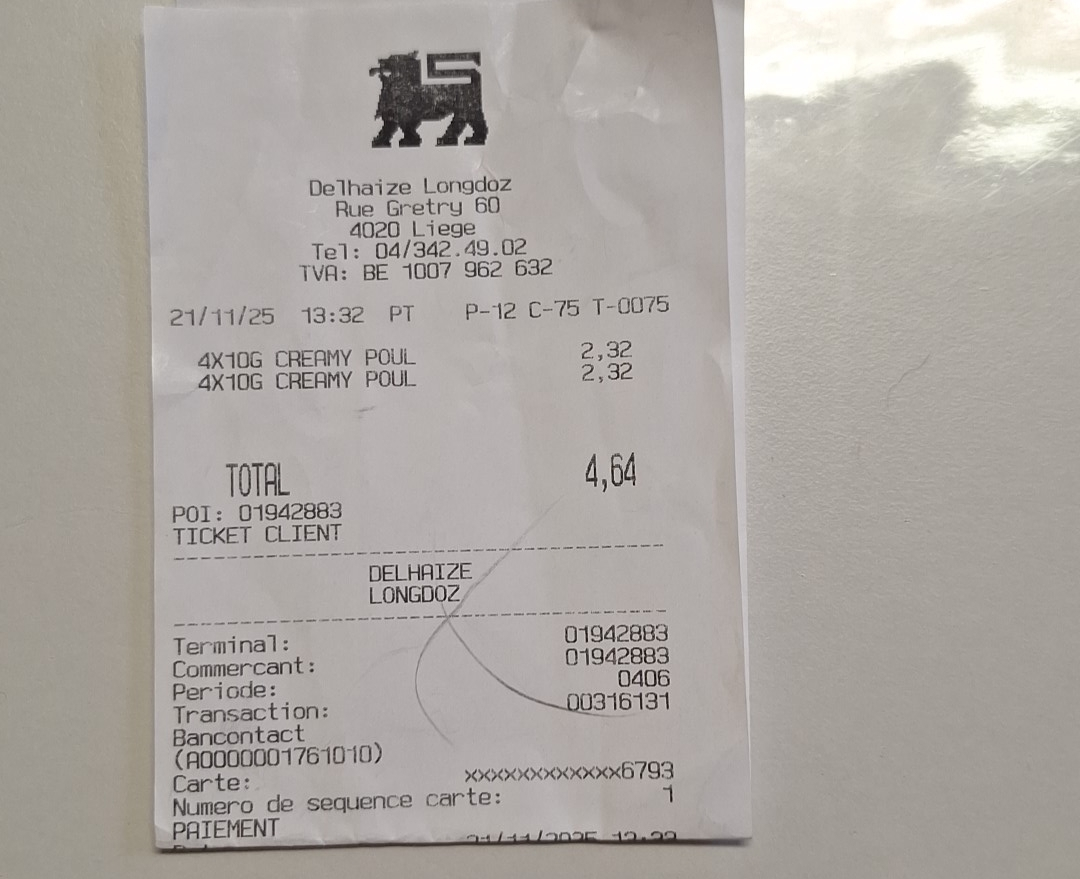 Delhaize Longdoz
Rue Gretry 60
4020 Liege
Tel: 04/342.49.02
TVA: BE 1007 962 632
21/11/25 13:32 PT P-12 C-75 T-0075
4X10G CREAMY POUL 2,32
4X10G CREAMY POUL 2,32
TOTAL 4,64
POI: 01942883
TICKET CLIENT
DELHAIZE
LONGDOZ
Terminal: 01942883
Commercant: 01942883
Periode: 0406
Transaction: 00316131
Bancontact
(A0000001761010)
Carte: xxxxxxxxxxxxx6793
Numero de sequence carte: 1
PAIEMENT